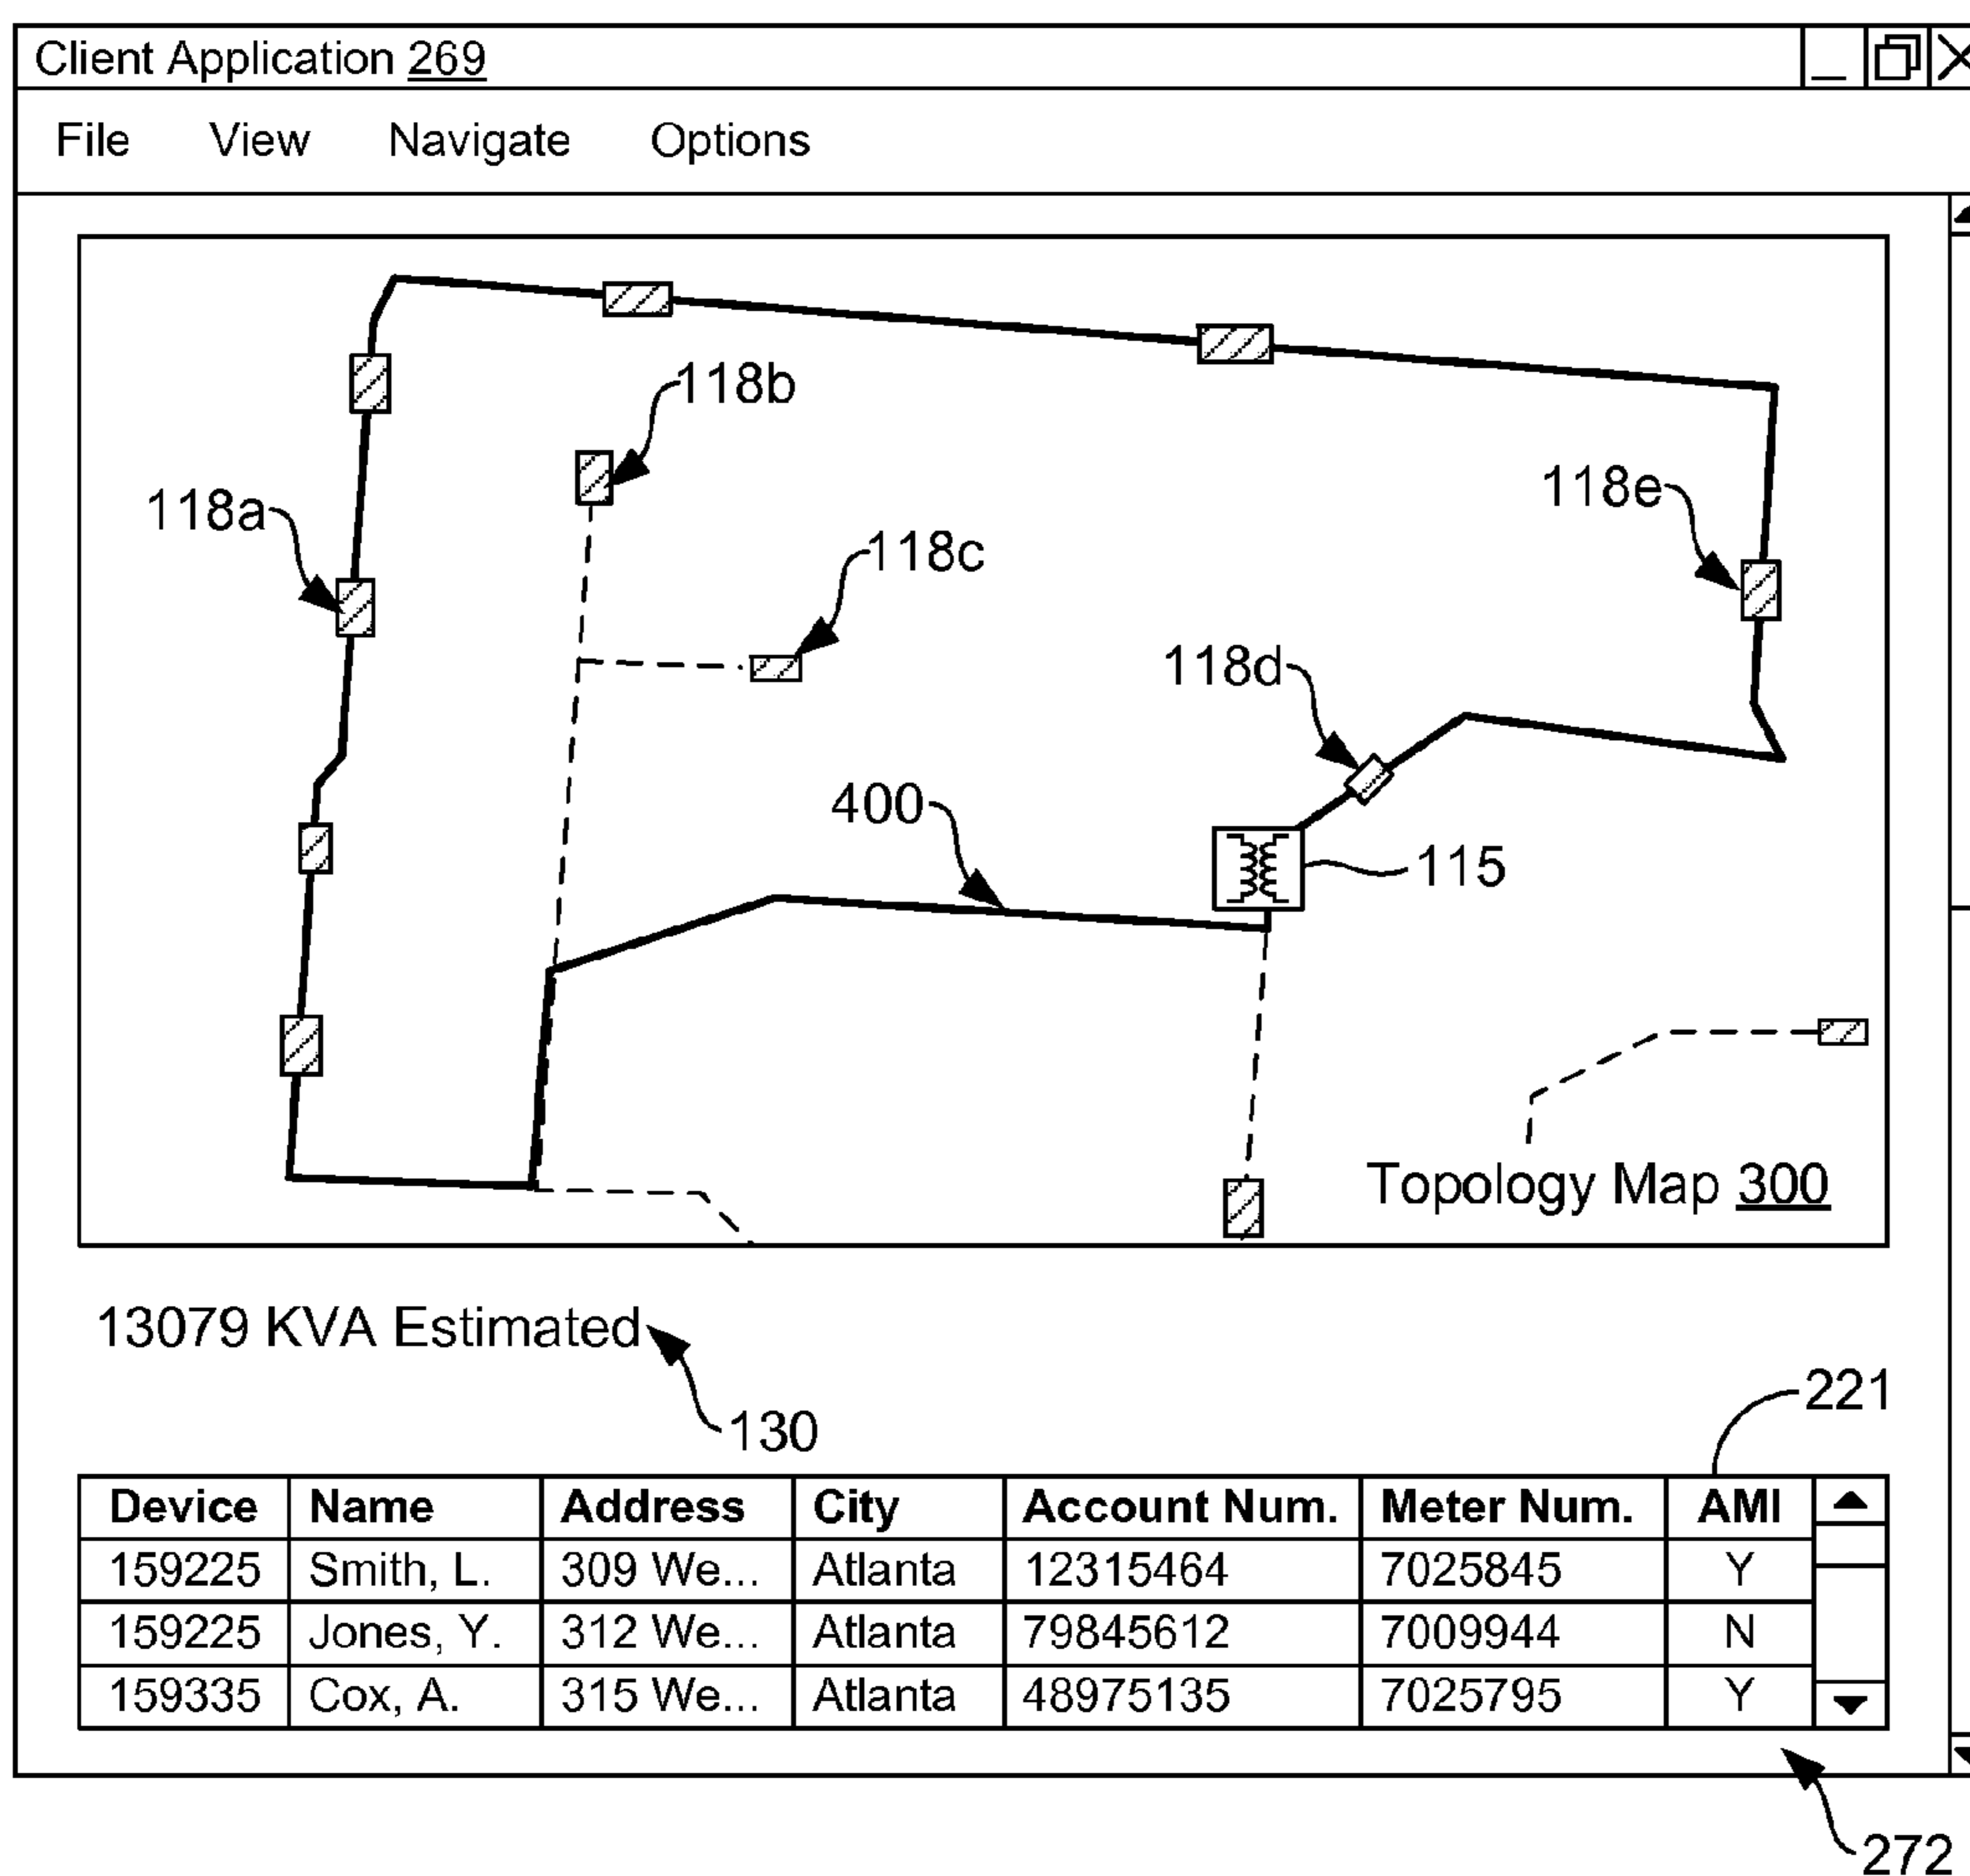 Client Application 269
File View Navigate Options
118b
118a
118e
118c
118d
400
115
Topology Map 300
13079 KVA Estimated
130
221
Device Name Address City Account Num. Meter Num. AMI
159225 Smith, L. 309 We... Atlanta 12315464 7025845 Y
159225 Jones, Y. 312 We... Atlanta 79845612 7009944 N
159335 Cox, A. 315 We... Atlanta 48975135 7025795 Y
272